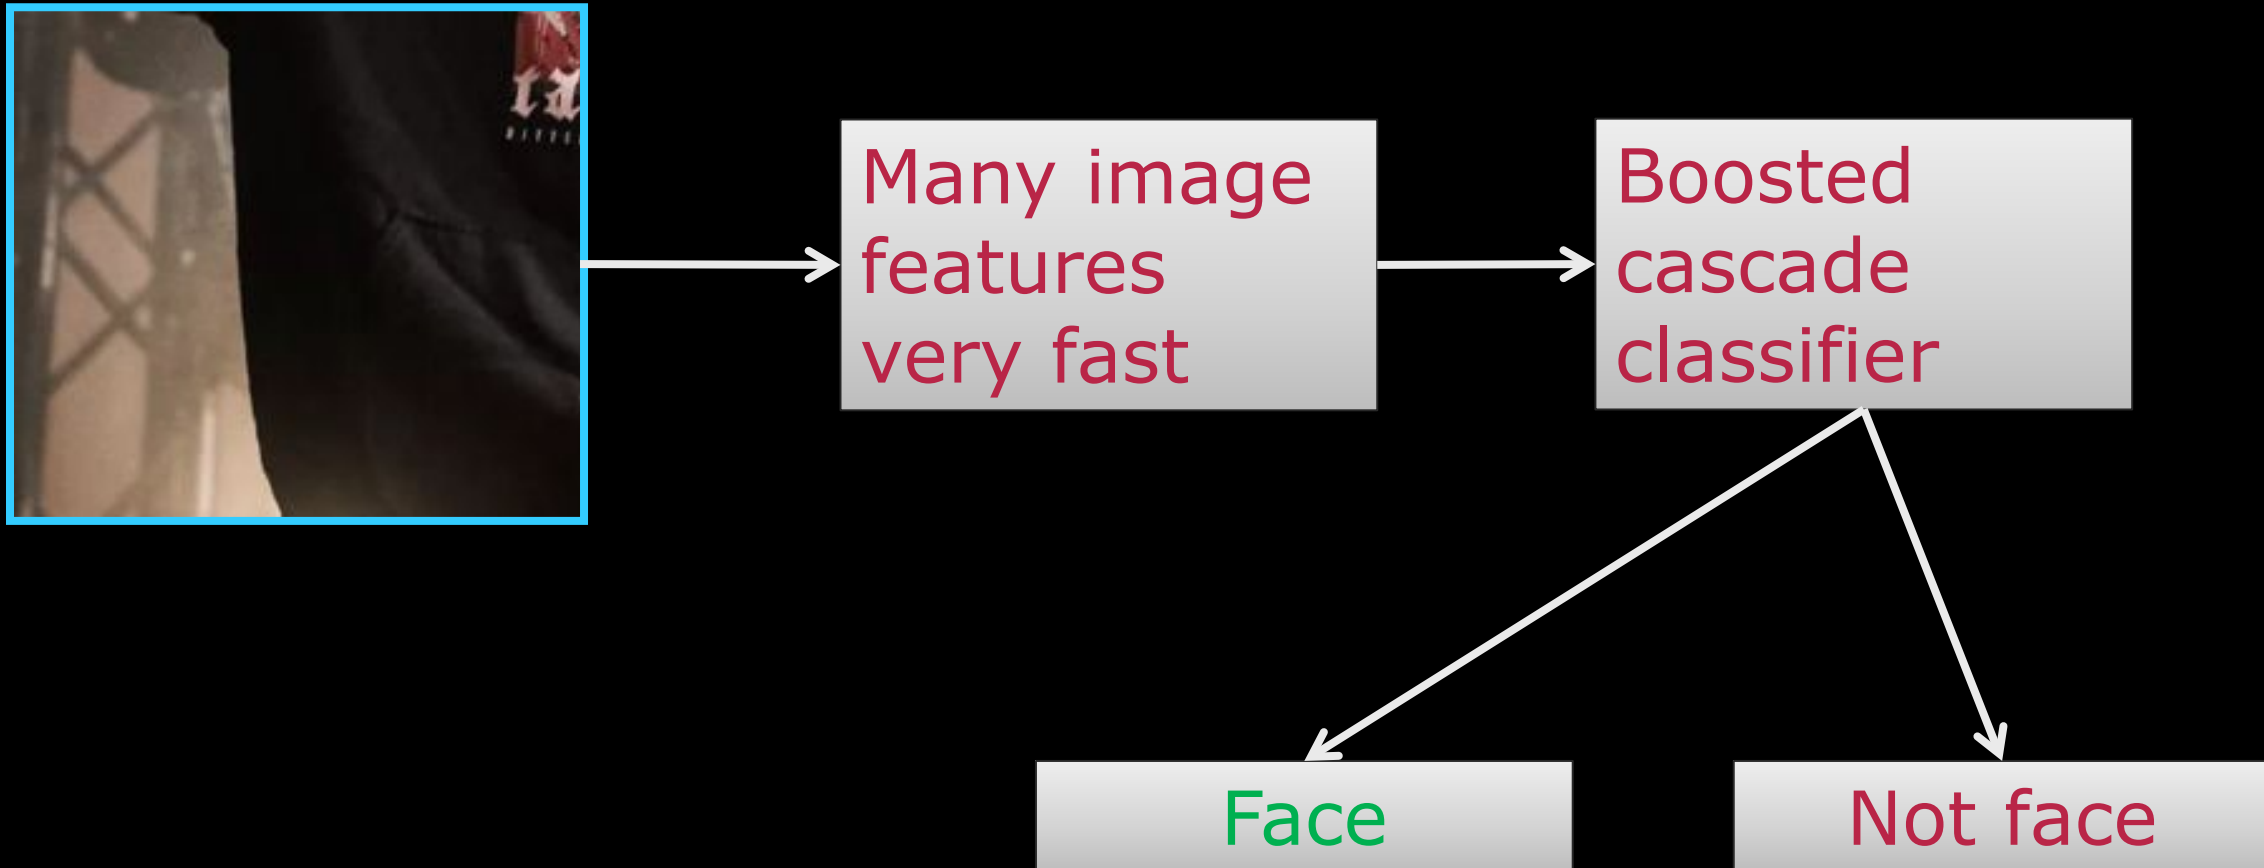 Many image
features
very fast
Boosted
cascade
classifier
Face
Not face